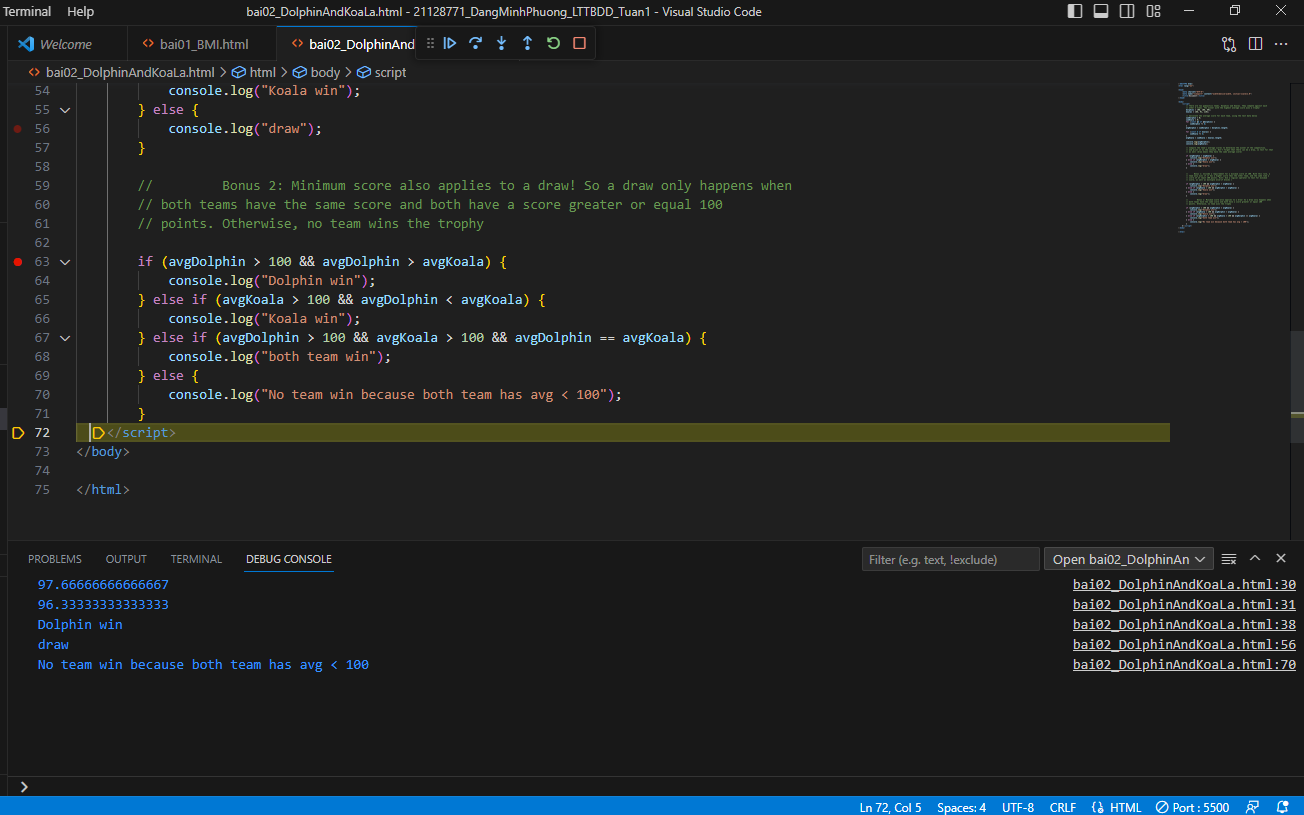 Terminal Help bai02_DolphinAndKoaLa.html - 21128771_DangMinhPhuong_LTTBDD_Tuan1 - Visual Studio Code
Welcome bai01_BMI.html bai02_DolphinAnd
bai02_DolphinAndKoaLa.html > html > body > script
54 console.log("Koala win");
55 } else {
56 console.log("draw");
57 }
58
59 // Bonus 2: Minimum score also applies to a draw! So a draw only happens when
60 // both teams have the same score and both have a score greater or equal 100
61 // points. Otherwise, no team wins the trophy
62
63 if (avgDolphin > 100 && avgDolphin > avgKoala) {
64 console.log("Dolphin win");
65 } else if (avgKoala > 100 && avgDolphin < avgKoala) {
66 console.log("Koala win");
67 } else if (avgDolphin > 100 && avgKoala > 100 && avgDolphin == avgKoala) {
68 console.log("both team win");
69 } else {
70 console.log("No team win because both team has avg < 100");
71 }
72 </script>
73 </body>
74
75 </html>
PROBLEMS OUTPUT TERMINAL DEBUG CONSOLE Filter (e.g. text, !exclude) Open bai02_DolphinAn
97.66666666666667 bai02_DolphinAndKoaLa.html:30
96.33333333333333 bai02_DolphinAndKoaLa.html:31
Dolphin win bai02_DolphinAndKoaLa.html:38
draw bai02_DolphinAndKoaLa.html:56
No team win because both team has avg < 100 bai02_DolphinAndKoaLa.html:70
Ln 72, Col 5 Spaces: 4 UTF-8 CRLF HTML Port : 5500